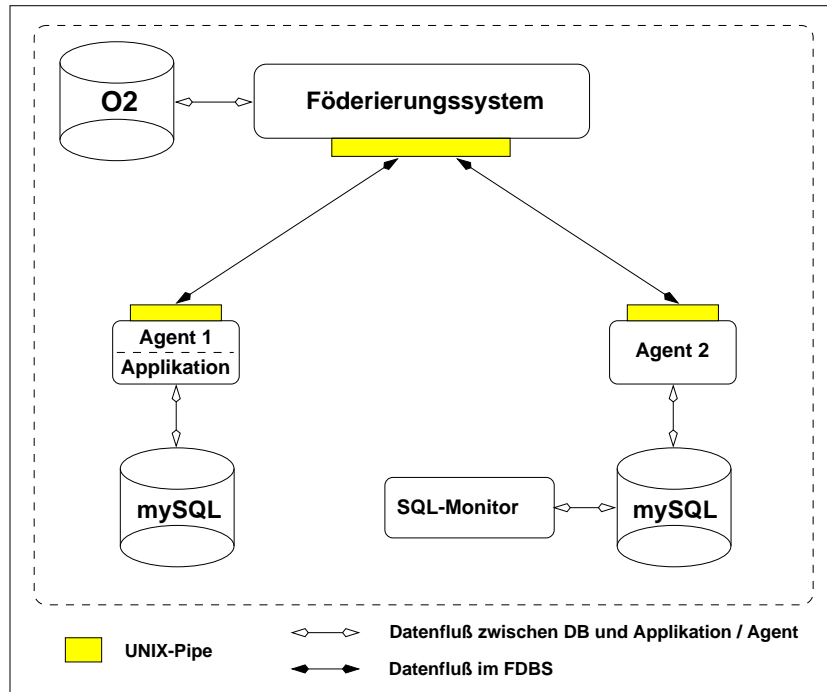 O2
Föderierungssystem
Agent 1
Applikation
Agent 2
mySQL
SQL-Monitor
mySQL
UNIX-Pipe
Datenfluß zwischen DB und Applikation / Agent
Datenfluß im FDBS